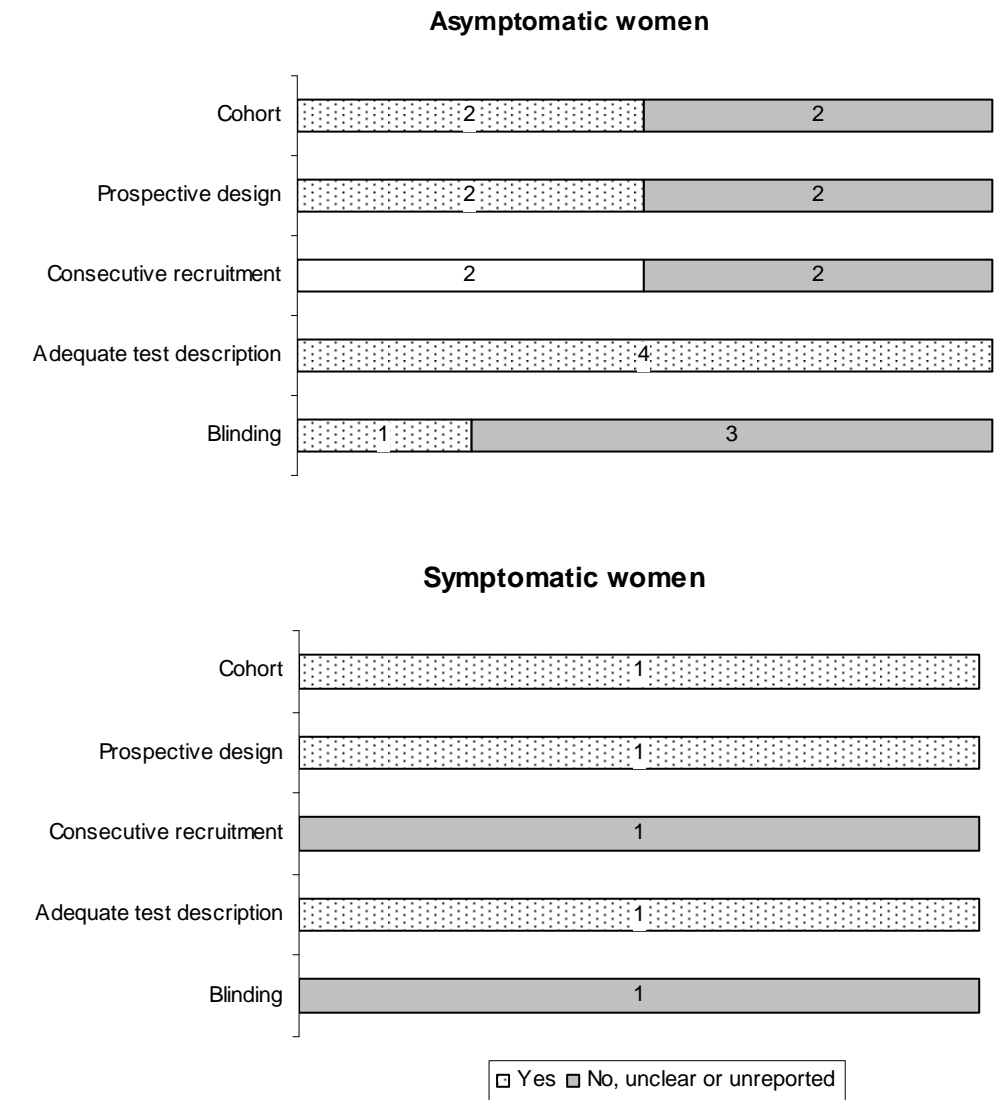 Asymptomatic women
Cohort 2 2
Prospective design 2 2
Consecutive recruitment 2 2
Adequate test description 4
Blinding 1 3
Symptomatic women
Cohort 1
Prospective design 1
Consecutive recruitment 1
Adequate test description 1
Blinding 1
Yes No, unclear or unreported